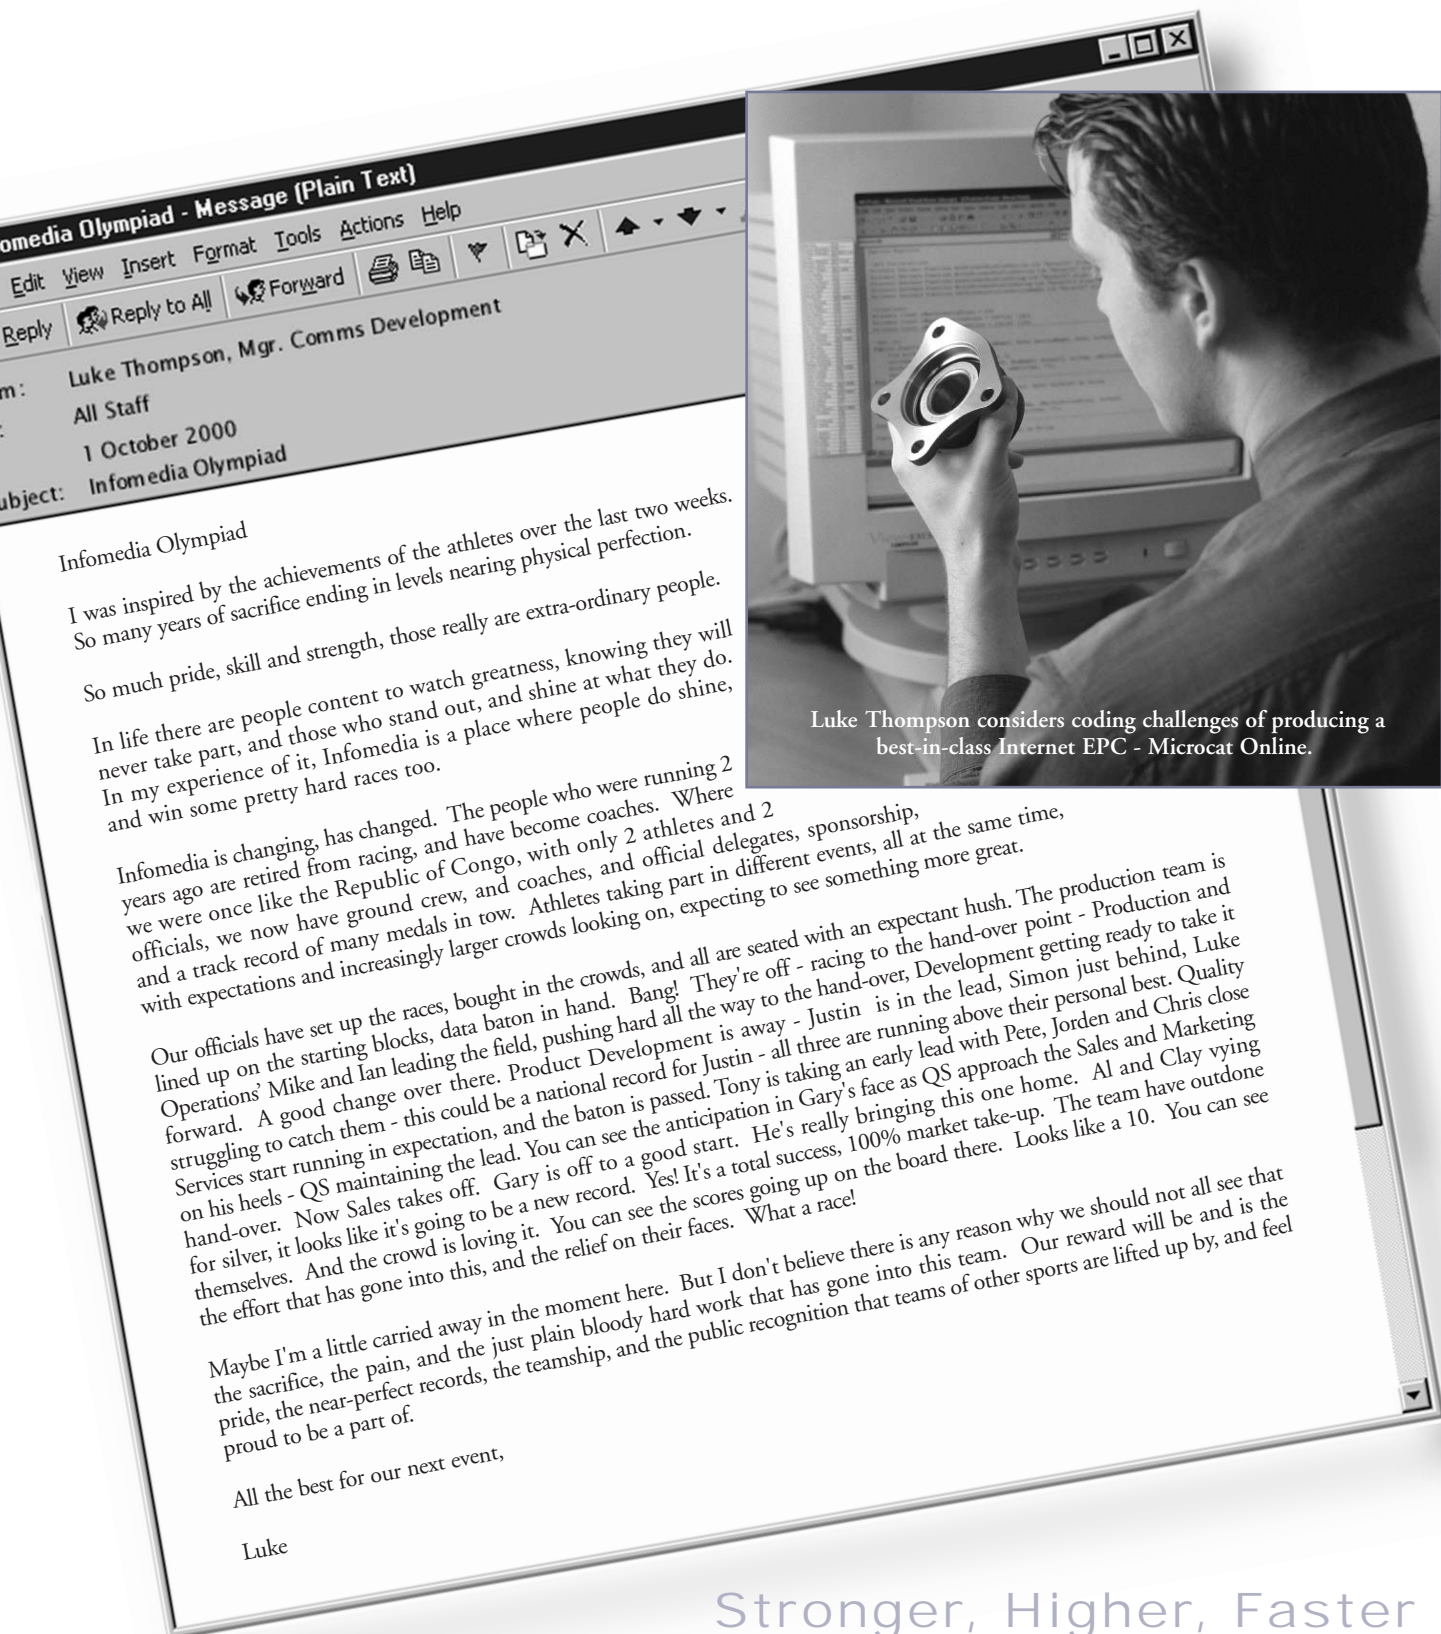 omedia Olympiad - Message (Plain Text)
Edit View Insert Format Tools Actions Help
Reply Reply to All Forward
m: Luke Thompson, Mgr. Comms Development
: All Staff
1 October 2000
ubject: Infomedia Olympiad
Infomedia Olympiad
I was inspired by the achievements of the athletes over the last two weeks.
So many years of sacrifice ending in levels nearing physical perfection.
So much pride, skill and strength, those really are extra-ordinary people.
In life there are people content to watch greatness, knowing they will
never take part, and those who stand out, and shine at what they do.
In my experience of it, Infomedia is a place where people do shine,
and win some pretty hard races too.
Infomedia is changing, has changed. The people who were running 2
years ago are retired from racing, and have become coaches. Where
we were once like the Republic of Congo, with only 2 athletes and 2
officials, we now have ground crew, and coaches, and official delegates, sponsorship,
and a track record of many medals in tow. Athletes taking part in different events, all at the same time,
with expectations and increasingly larger crowds looking on, expecting to see something more great.
Our officials have set up the races, bought in the crowds, and all are seated with an expectant hush. The production team is
lined up on the starting blocks, data baton in hand. Bang! They're off - racing to the hand-over point - Production and
Operations' Mike and Ian leading the field, pushing hard all the way to the hand-over, Development getting ready to take it
forward. A good change over there. Product Development is away - Justin is in the lead, Simon just behind, Luke
struggling to catch them - this could be a national record for Justin - all three are running above their personal best. Quality
Services start running in expectation, and the baton is passed. Tony is taking an early lead with Pete, Jorden and Chris close
on his heels - QS maintaining the lead. You can see the anticipation in Gary's face as QS approach the Sales and Marketing
hand-over. Now Sales takes off. Gary is off to a good start. He's really bringing this one home. Al and Clay vying
for silver, it looks like it's going to be a new record. Yes! It's a total success, 100% market take-up. The team have outdone
themselves. And the crowd is loving it. You can see the scores going up on the board there. Looks like a 10. You can see
the effort that has gone into this, and the relief on their faces. What a race!
Maybe I'm a little carried away in the moment here. But I don't believe there is any reason why we should not all see that
the sacrifice, the pain, and the just plain bloody hard work that has gone into this team. Our reward will be and is the
pride, the near-perfect records, the teamship, and the public recognition that teams of other sports are lifted up by, and feel
proud to be a part of.
All the best for our next event,
Luke
Luke Thompson considers coding challenges of producing a
best-in-class Internet EPC - Microcat Online.
Stronger, Higher, Faster